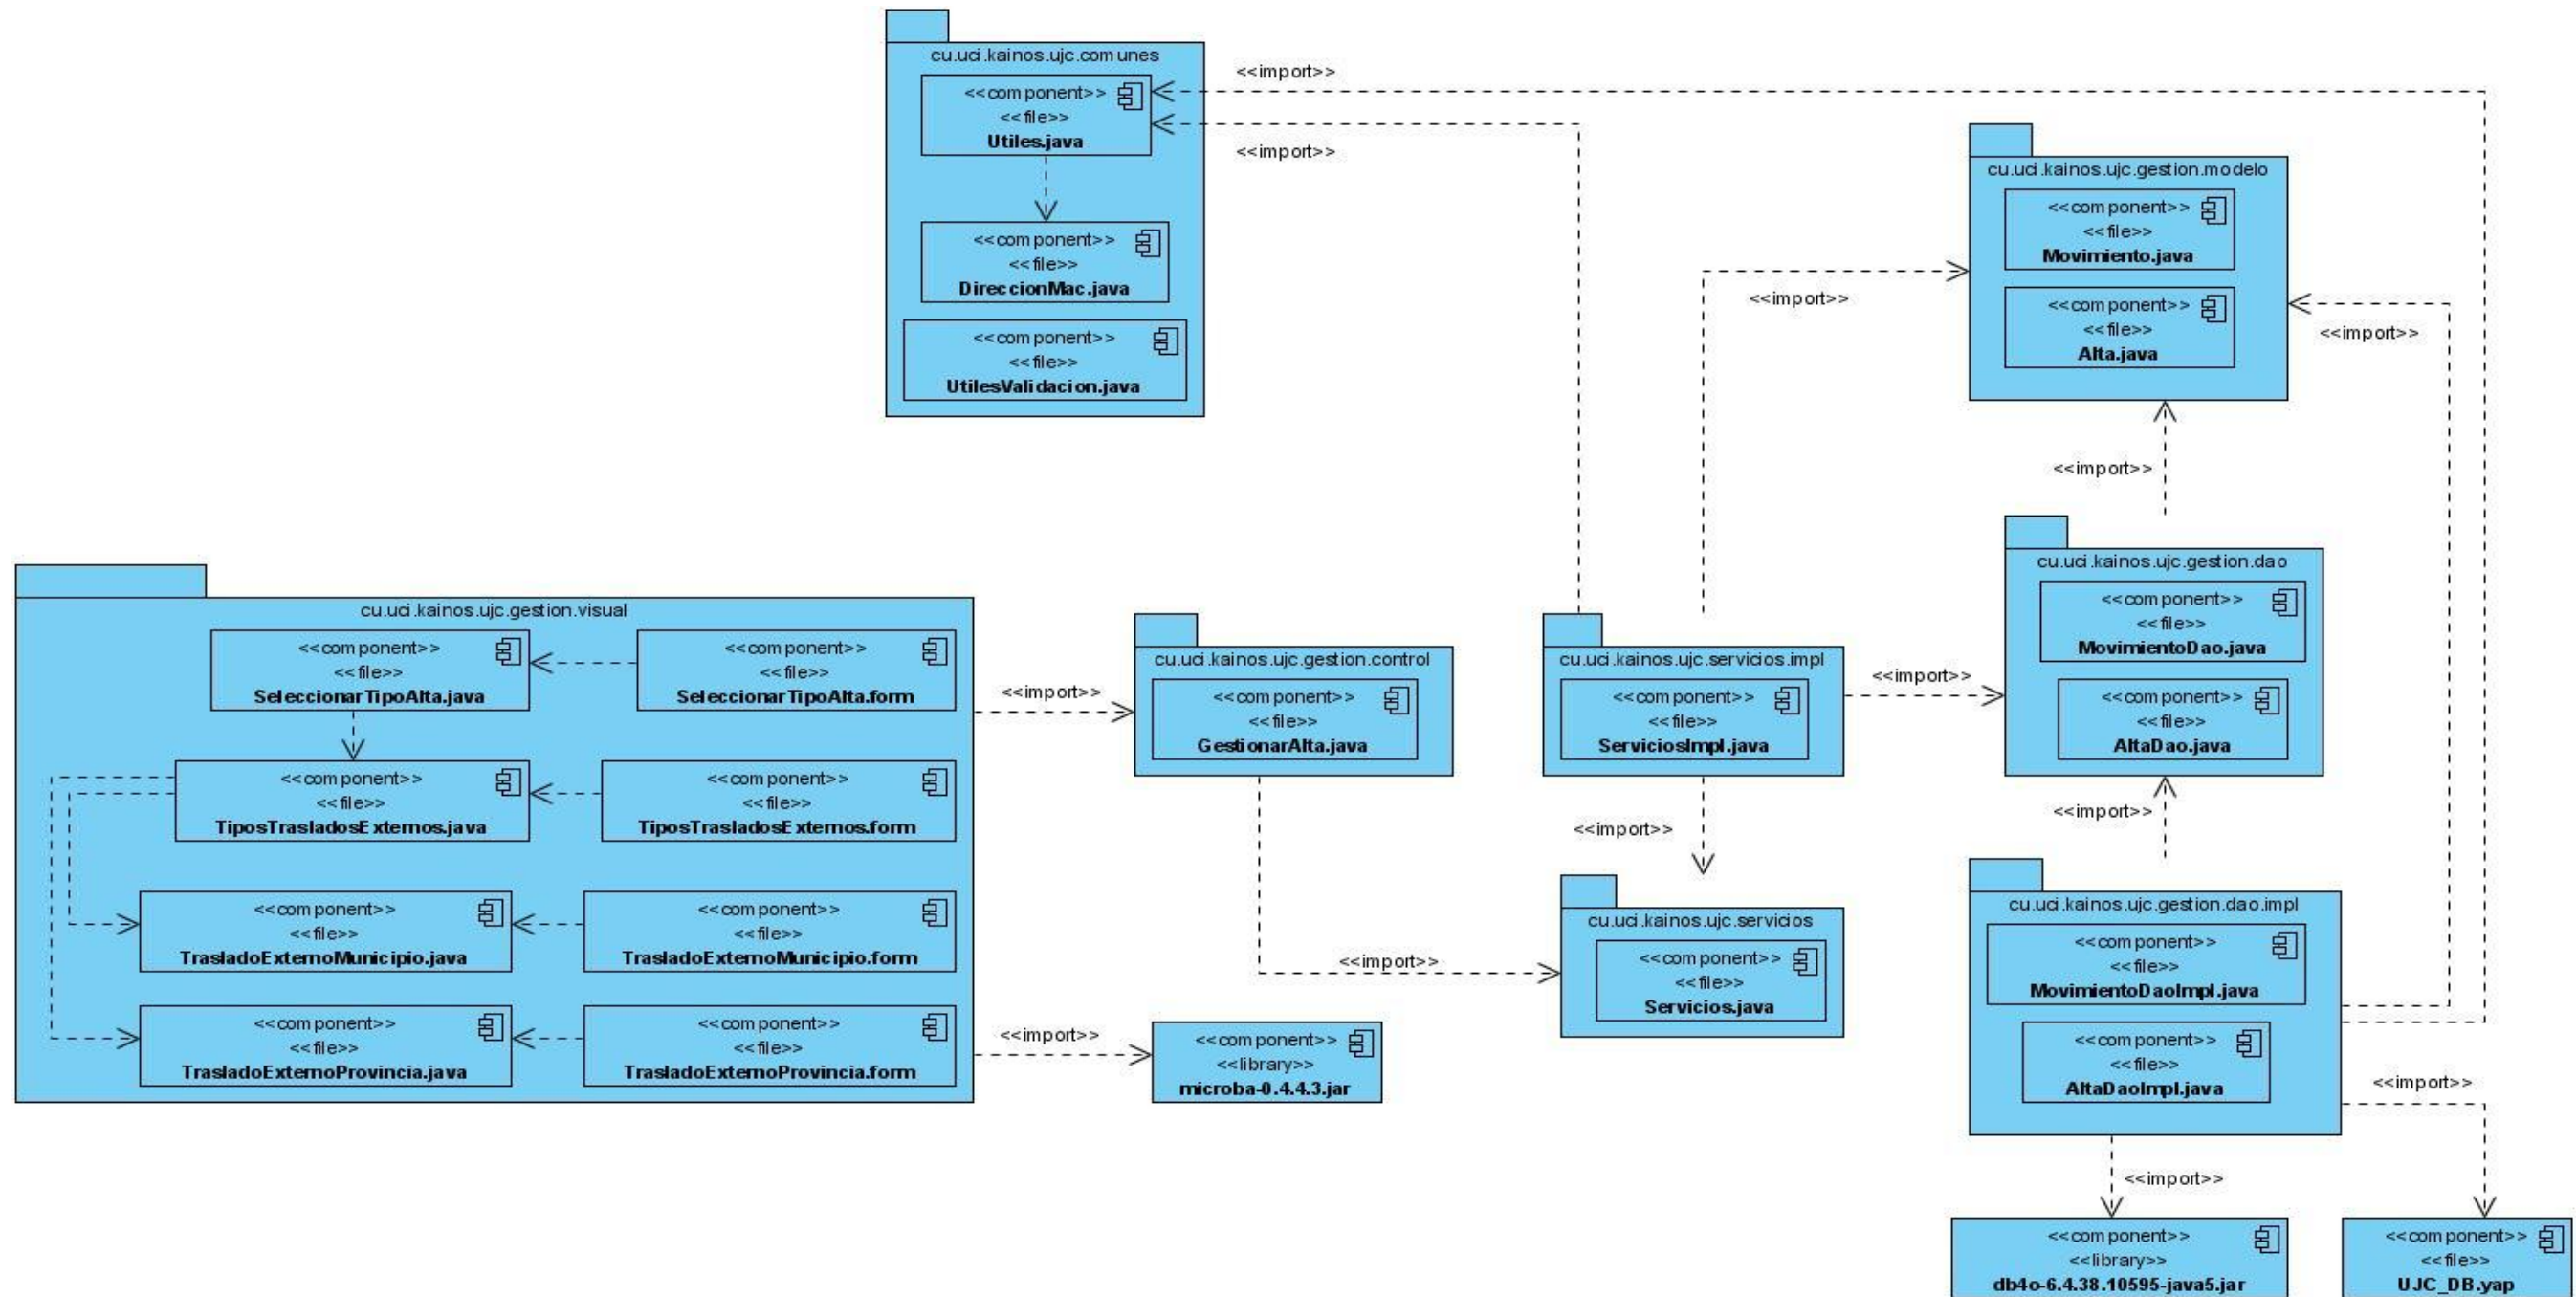 cu.uci.kainos.ujc.comunes
<<component>>
<<file>>
Utiles.java
<<component>>
<<file>>
DireccionMac.java
<<component>>
<<file>>
UtilesValidacion.java
<<import>>
<<import>>
cu.uci.kainos.ujc.gestion.modelo
<<component>>
<<file>>
Movimiento.java
<<component>>
<<file>>
Alta.java
<<import>>
<<import>>
<<import>>
cu.uci.kainos.ujc.gestion.visual
<<component>>
<<file>>
SeleccionarTipoAlta.java
<<component>>
<<file>>
SeleccionarTipoAlta.form
<<component>>
<<file>>
TiposTrasladosExternos.java
<<component>>
<<file>>
TiposTrasladosExternos.form
<<component>>
<<file>>
TrasladoExternoMunicipio.java
<<component>>
<<file>>
TrasladoExternoMunicipio.form
<<component>>
<<file>>
TrasladoExternoProvincia.java
<<component>>
<<file>>
TrasladoExternoProvincia.form
<<import>>
<<import>>
cu.uci.kainos.ujc.gestion.control
<<component>>
<<file>>
GestionarAlta.java
<<import>>
<<component>>
<<library>>
microba-0.4.4.3.jar
cu.uci.kainos.ujc.servicios.impl
<<component>>
<<file>>
ServiciosImpl.java
<<import>>
<<import>>
cu.uci.kainos.ujc.servicios
<<component>>
<<file>>
Servicios.java
cu.uci.kainos.ujc.gestion.dao
<<component>>
<<file>>
MovimientoDao.java
<<component>>
<<file>>
AltaDao.java
<<import>>
cu.uci.kainos.ujc.gestion.dao.impl
<<component>>
<<file>>
MovimientoDaoImpl.java
<<component>>
<<file>>
AltaDaoImpl.java
<<import>>
<<import>>
<<component>>
<<library>>
db4o-6.4.38.10595-java5.jar
<<component>>
<<file>>
UJC_DB.yap